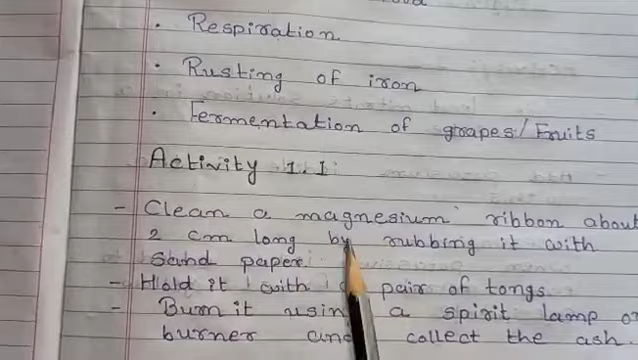 • Respiration
• Rusting of iron
• Fermentation of grapes/Fruits
Activity 1.1
- Clean a magnesium ribbon about
2 cm long by rubbing it with
Sand paper.
- Hold it with a pair of tongs.
- Burn it using a spirit lamp or
burner and collect the ash.